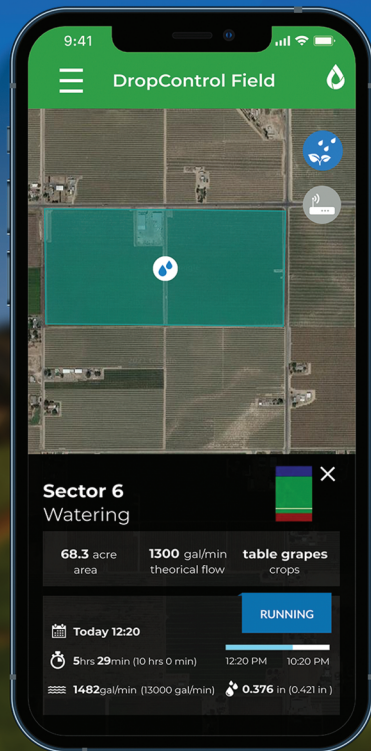 9:41
DropControl Field
Sector 6
Watering
68.3 acre area
1300 gal/min theorical flow
table grapes crops
RUNNING
Today 12:20
5hrs 29min (10 hrs 0 min)
12:20 PM 10:20 PM
1482gal/min (13000 gal/min)
0.376 in (0.421 in )